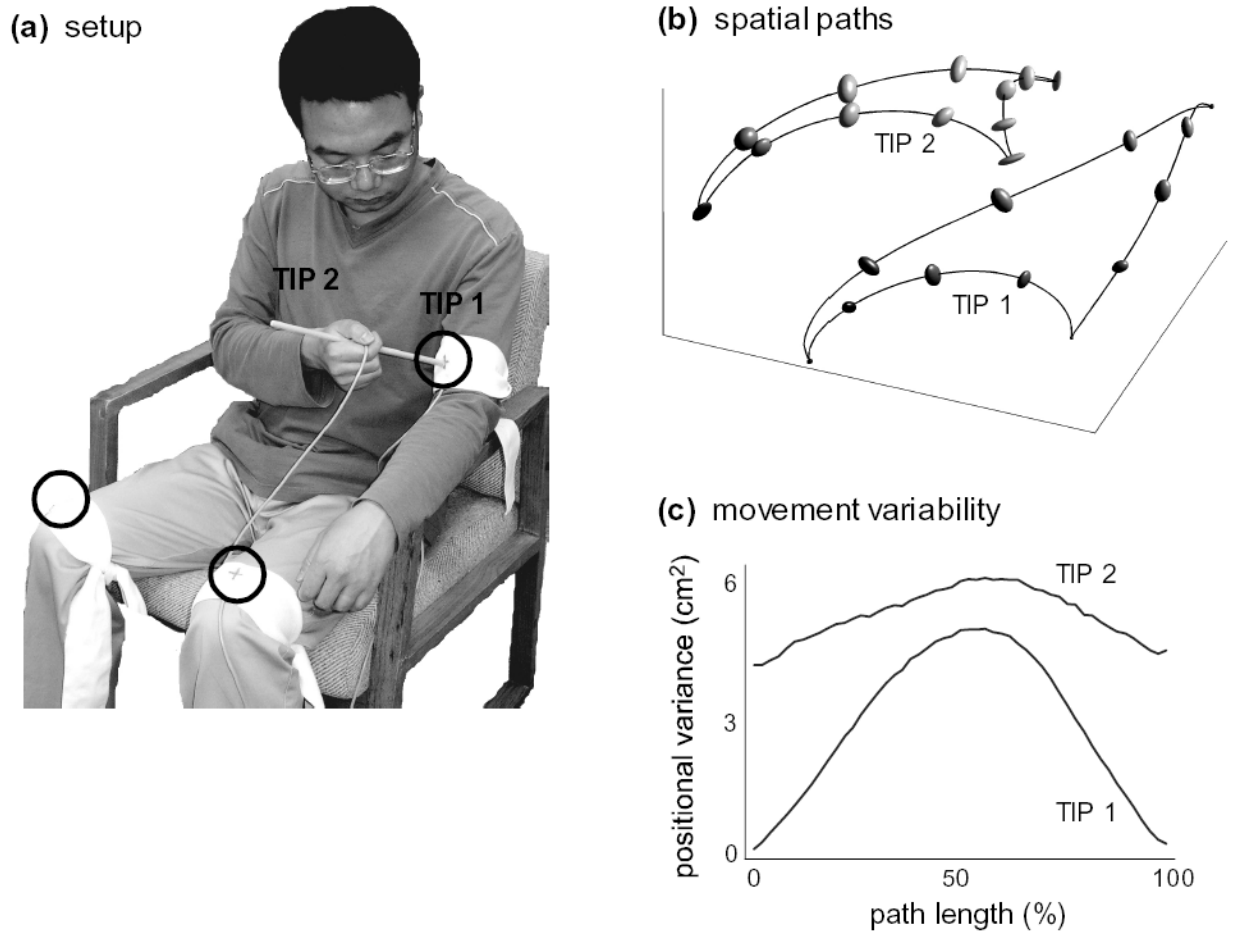 (a) setup
TIP 2
TIP 1
(b) spatial paths
TIP 2
TIP 1
(c) movement variability
positional variance (cm²)
6
3
0
TIP 2
TIP 1
0 50 100
path length (%)